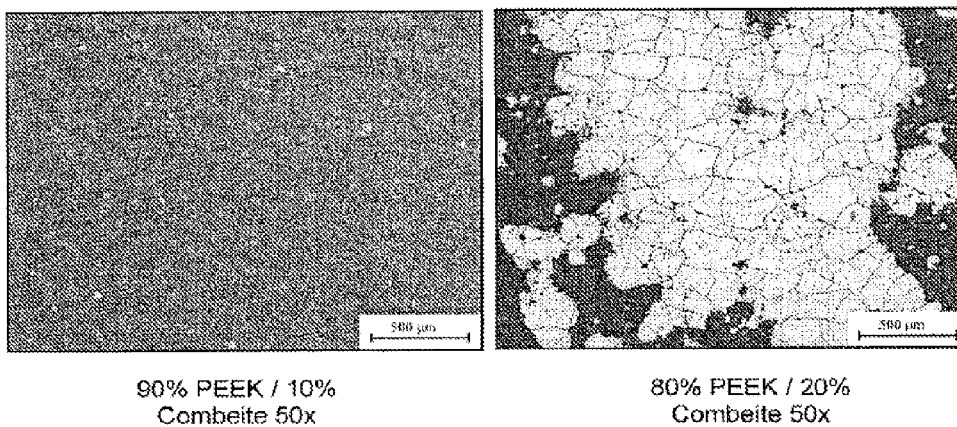 500 µm
500 µm
90% PEEK / 10%
Combeite 50x
80% PEEK / 20%
Combeite 50x